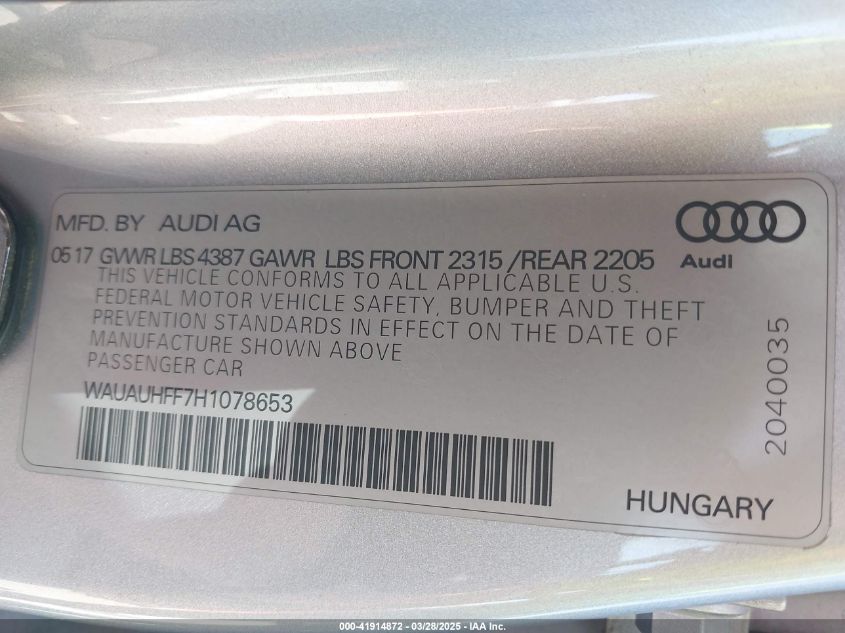 MFD. BY AUDI AG
0517 GVWR LBS 4387 GAWR LBS FRONT 2315 /REAR 2205
Audi
THIS VEHICLE CONFORMS TO ALL APPLICABLE U.S.
FEDERAL MOTOR VEHICLE SAFETY, BUMPER AND THEFT
PREVENTION STANDARDS IN EFFECT ON THE DATE OF
MANUFACTURE SHOWN ABOVE
PASSENGER CAR
WAUAUHFF7H1078653
2040035
HUNGARY
000-41914872 - 03/28/2025 - IAA Inc.